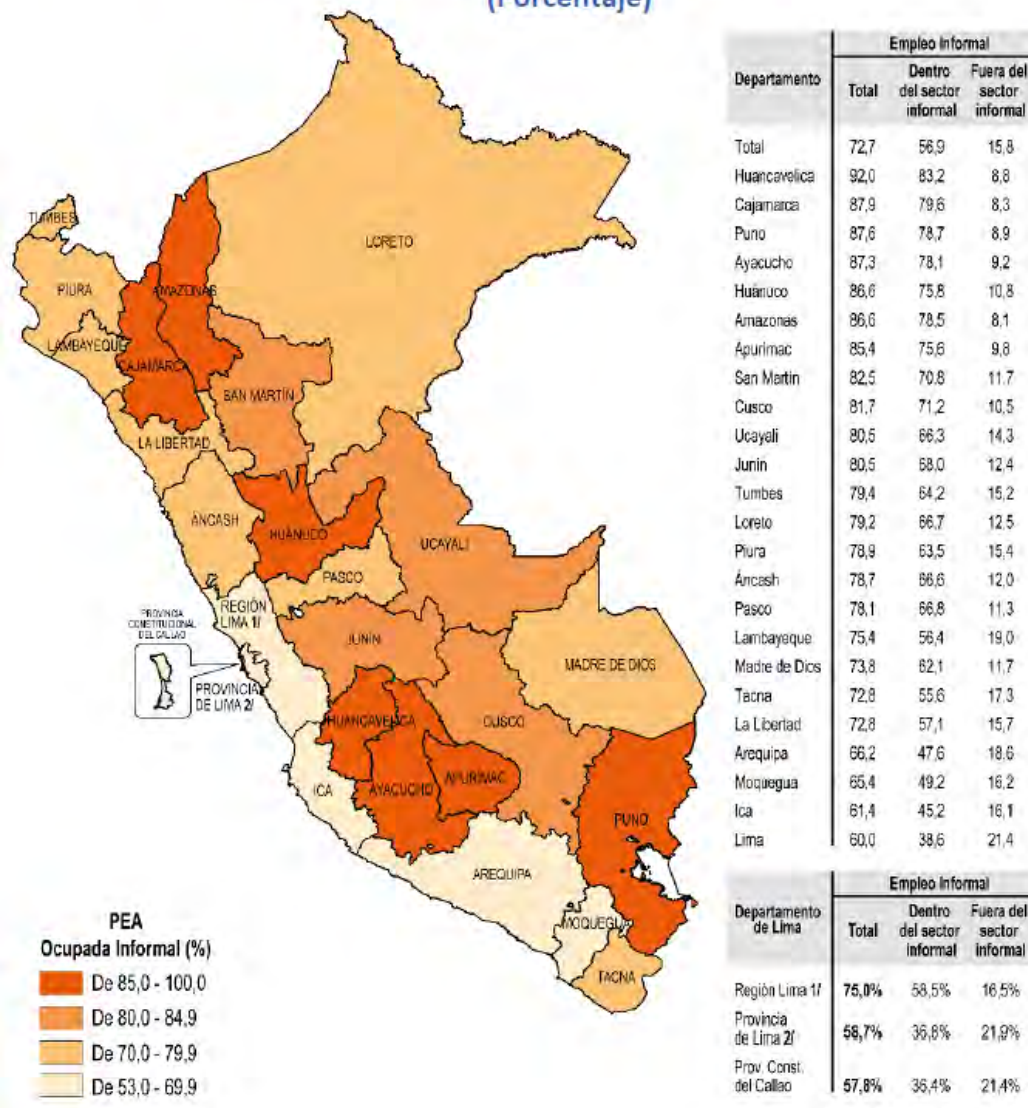 (Porcentaje)
TUMBES
PIURA
LAMBAYEQUE
CAJAMARCA
AMAZONAS
LORETO
SAN MARTÍN
LA LIBERTAD
ANCASH
HUÁNUCO
UCAYALI
PASCO
REGIÓN
LIMA 1/
PROVINCIA
CONSTITUCIONAL
DEL CALLAO
PROVINCIA
DE LIMA 2/
JUNÍN
MADRE DE DIOS
CUSCO
HUANCAVELICA
AYACUCHO
APURIMAC
ICA
PUNO
AREQUIPA
MOQUEGUA
TACNA
PEA
Ocupada Informal (%)
De 85,0 - 100,0
De 80,0 - 84,9
De 70,0 - 79,9
De 53,0 - 69,9
Departamento
Empleo Informal
Total
Dentro del sector informal
Fuera del sector informal
Total 72,7 56,9 15,8
Huancavelica 92,0 83,2 8,8
Cajamarca 87,9 79,6 8,3
Puno 87,6 78,7 8,9
Ayacucho 87,3 78,1 9,2
Huánuco 86,6 75,8 10,8
Amazonas 86,6 78,5 8,1
Apurimac 85,4 75,6 9,8
San Martin 82,5 70,8 11,7
Cusco 81,7 71,2 10,5
Ucayali 80,5 66,3 14,3
Junin 80,5 68,0 12,4
Tumbes 79,4 64,2 15,2
Loreto 79,2 66,7 12,5
Piura 78,9 63,5 15,4
Áncash 78,7 66,6 12,0
Pasco 78,1 66,8 11,3
Lambayeque 75,4 56,4 19,0
Madre de Dios 73,8 62,1 11,7
Tacna 72,8 55,6 17,3
La Libertad 72,8 57,1 15,7
Arequipa 66,2 47,6 18,6
Moquegua 65,4 49,2 16,2
Ica 61,4 45,2 16,1
Lima 60,0 38,6 21,4
Departamento
de Lima
Empleo Informal
Total
Dentro del sector informal
Fuera del sector informal
Región Lima 1/ 75,0% 58,5% 16,5%
Provincia
de Lima 2/ 58,7% 36,8% 21,9%
Prov. Const.
del Callao 57,8% 36,4% 21,4%